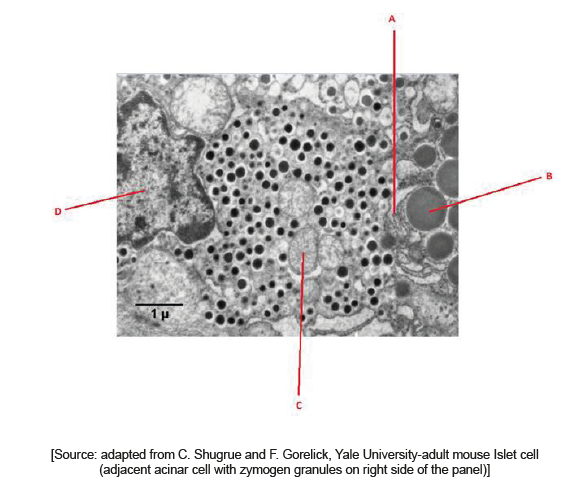 A
B
D
1 μ
C
[Source: adapted from C. Shugrue and F. Gorelick, Yale University-adult mouse Islet cell
(adjacent acinar cell with zymogen granules on right side of the panel)]